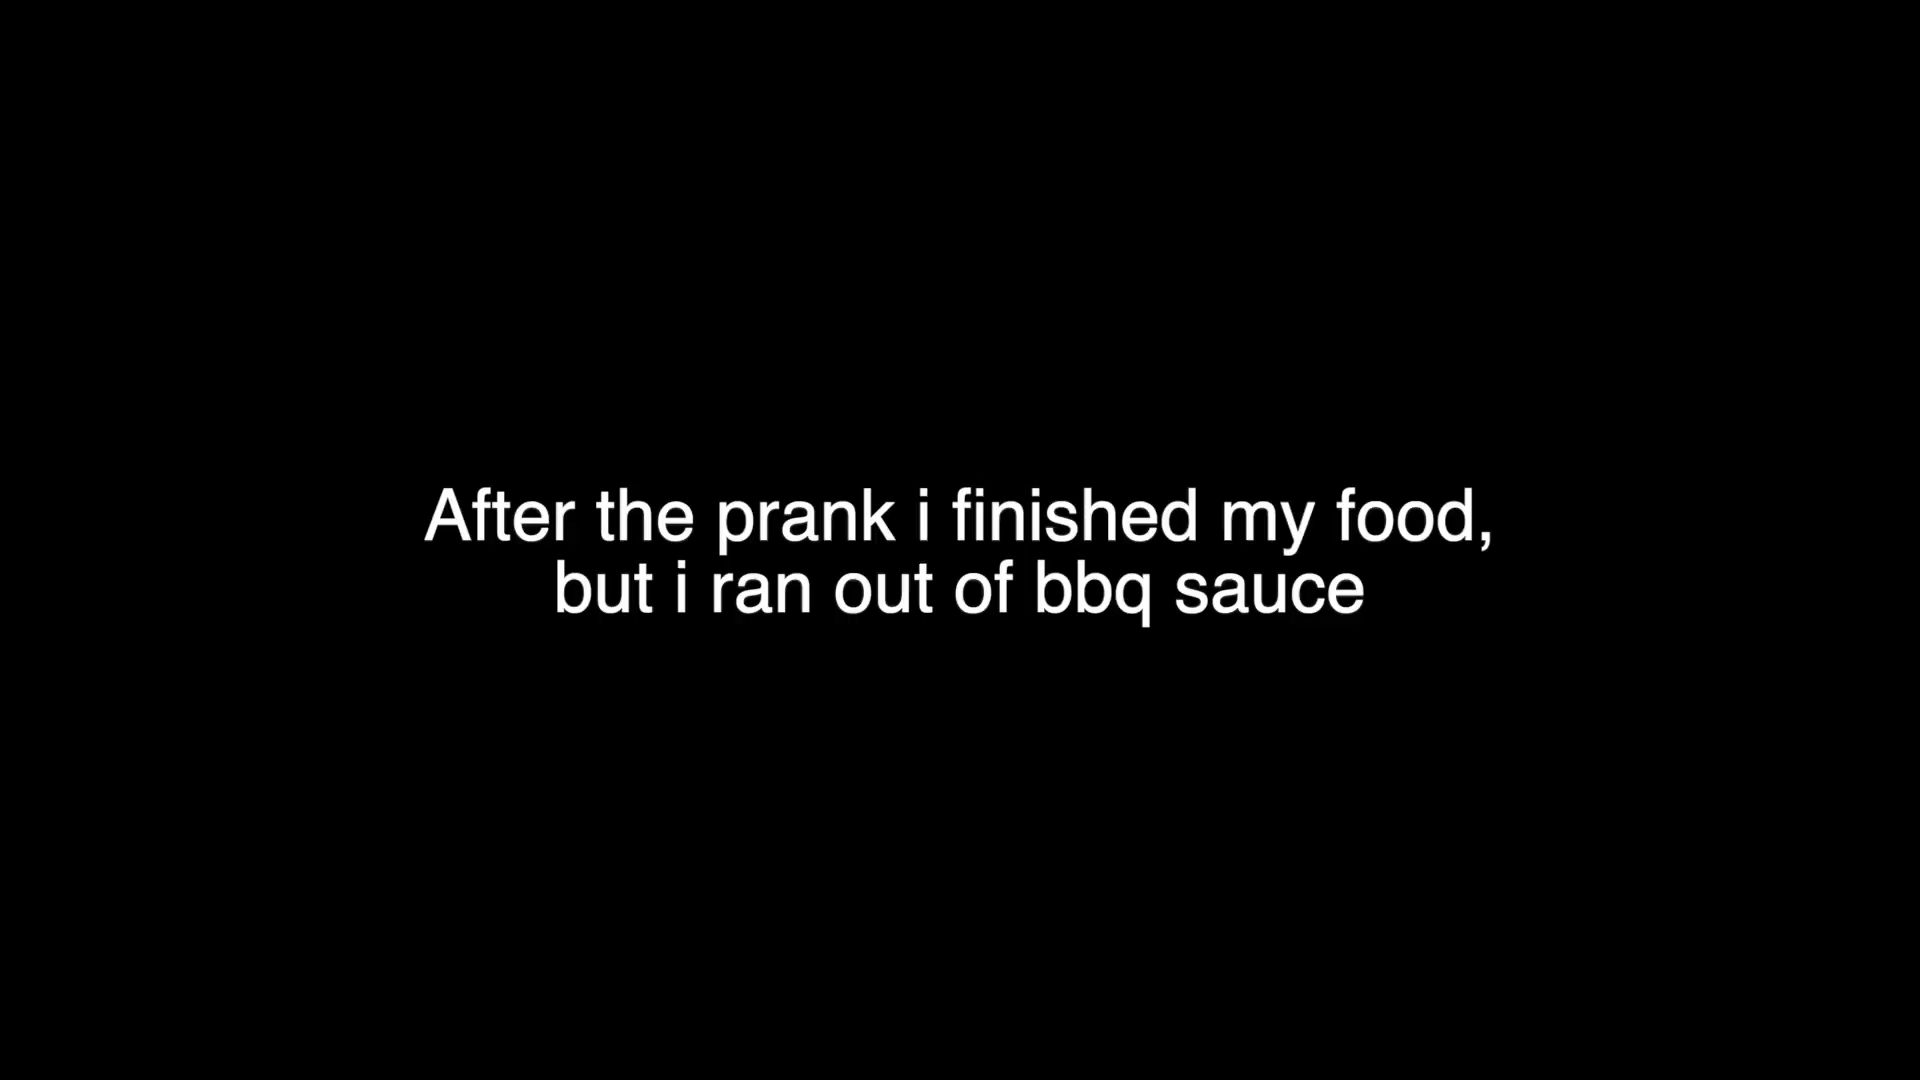 After the prank i finished my food,
but i ran out of bbq sauce